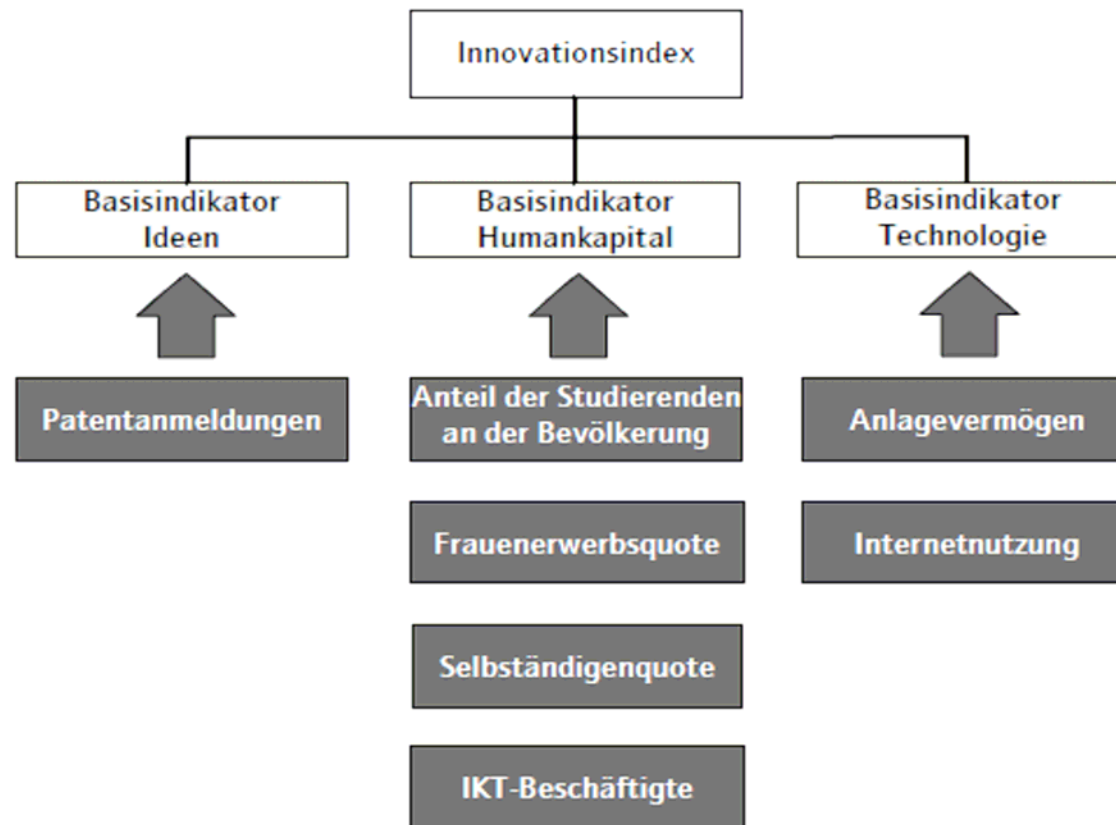 Innovationsindex
Basisindikator
Ideen
Basisindikator
Humankapital
Basisindikator
Technologie
Patentanmeldungen
Anteil der Studierenden
an der Bevölkerung
Anlagevermögen
Frauenerwerbsquote
Internetnutzung
Selbständigenquote
IKT-Beschäftigte